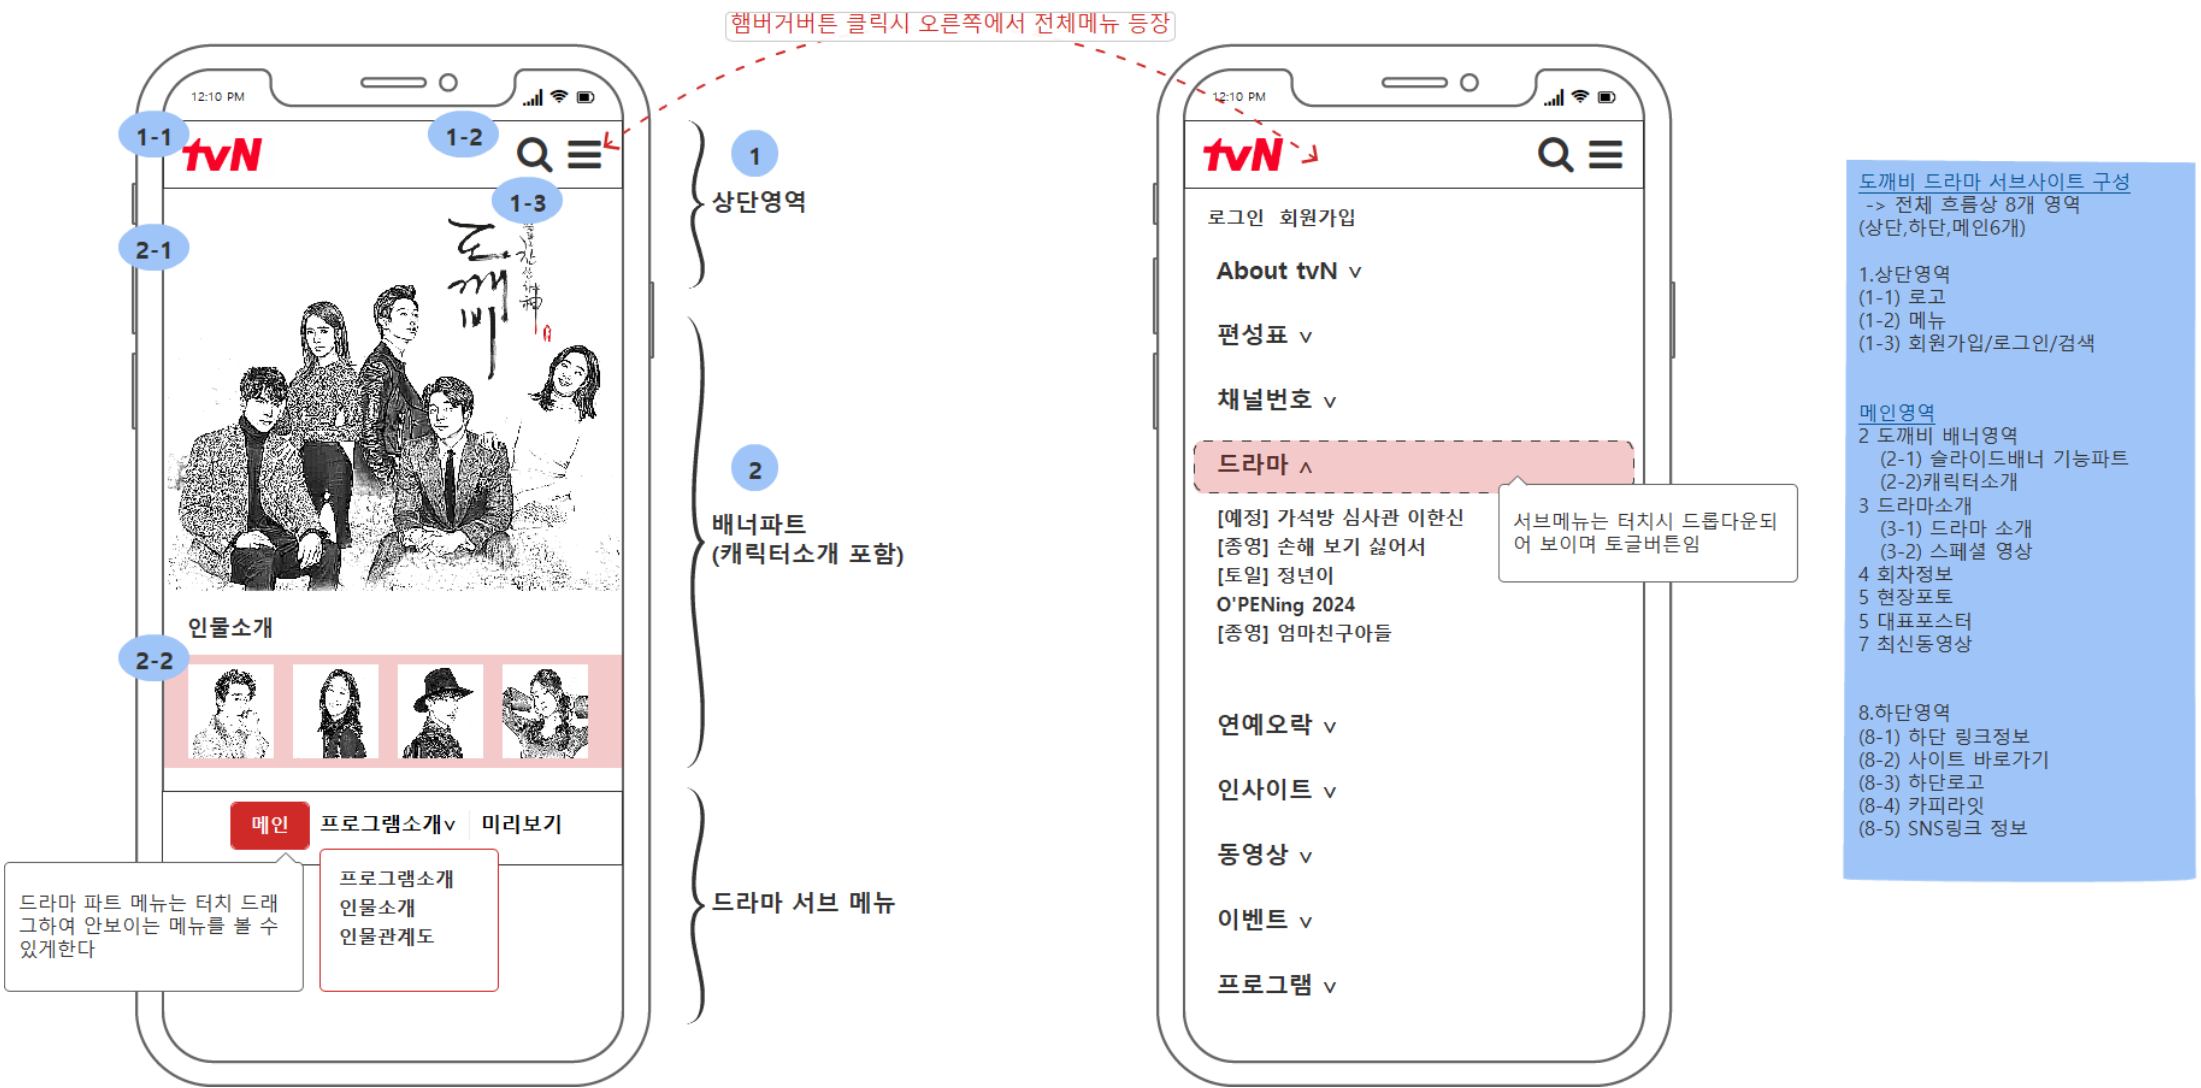 햄버거버튼 클릭시 오른쪽에서 전체메뉴 등장
12:10 PM
1-1
tvN
1-2
1-3
2-1
도깨비
인물소개
2-2
메인 프로그램소개∨ 미리보기
프로그램소개
인물소개
인물관계도
드라마 파트 메뉴는 터치 드래
그하여 안보이는 메뉴를 볼 수
있게한다
1
상단영역
2
배너파트
(캐릭터소개 포함)
드라마 서브 메뉴
12:10 PM
tvN
로그인 회원가입
About tvN ∨
편성표 ∨
채널번호 ∨
드라마 ∧
[예정] 가석방 심사관 이한신
[종영] 손해 보기 싫어서
[토일] 정년이
O'PENing 2024
[종영] 엄마친구아들
서브메뉴는 터치시 드롭다운되
어 보이며 토글버튼임
연예오락 ∨
인사이트 ∨
동영상 ∨
이벤트 ∨
프로그램 ∨
도깨비 드라마 서브사이트 구성
-> 전체 흐름상 8개 영역
(상단,하단,메인6개)
1.상단영역
(1-1) 로고
(1-2) 메뉴
(1-3) 회원가입/로그인/검색
메인영역
2 도깨비 배너영역
(2-1) 슬라이드배너 기능파트
(2-2)캐릭터소개
3 드라마소개
(3-1) 드라마 소개
(3-2) 스페셜 영상
4 회차정보
5 현장포토
5 대표포스터
7 최신동영상
8.하단영역
(8-1) 하단 링크정보
(8-2) 사이트 바로가기
(8-3) 하단로고
(8-4) 카피라잇
(8-5) SNS링크 정보